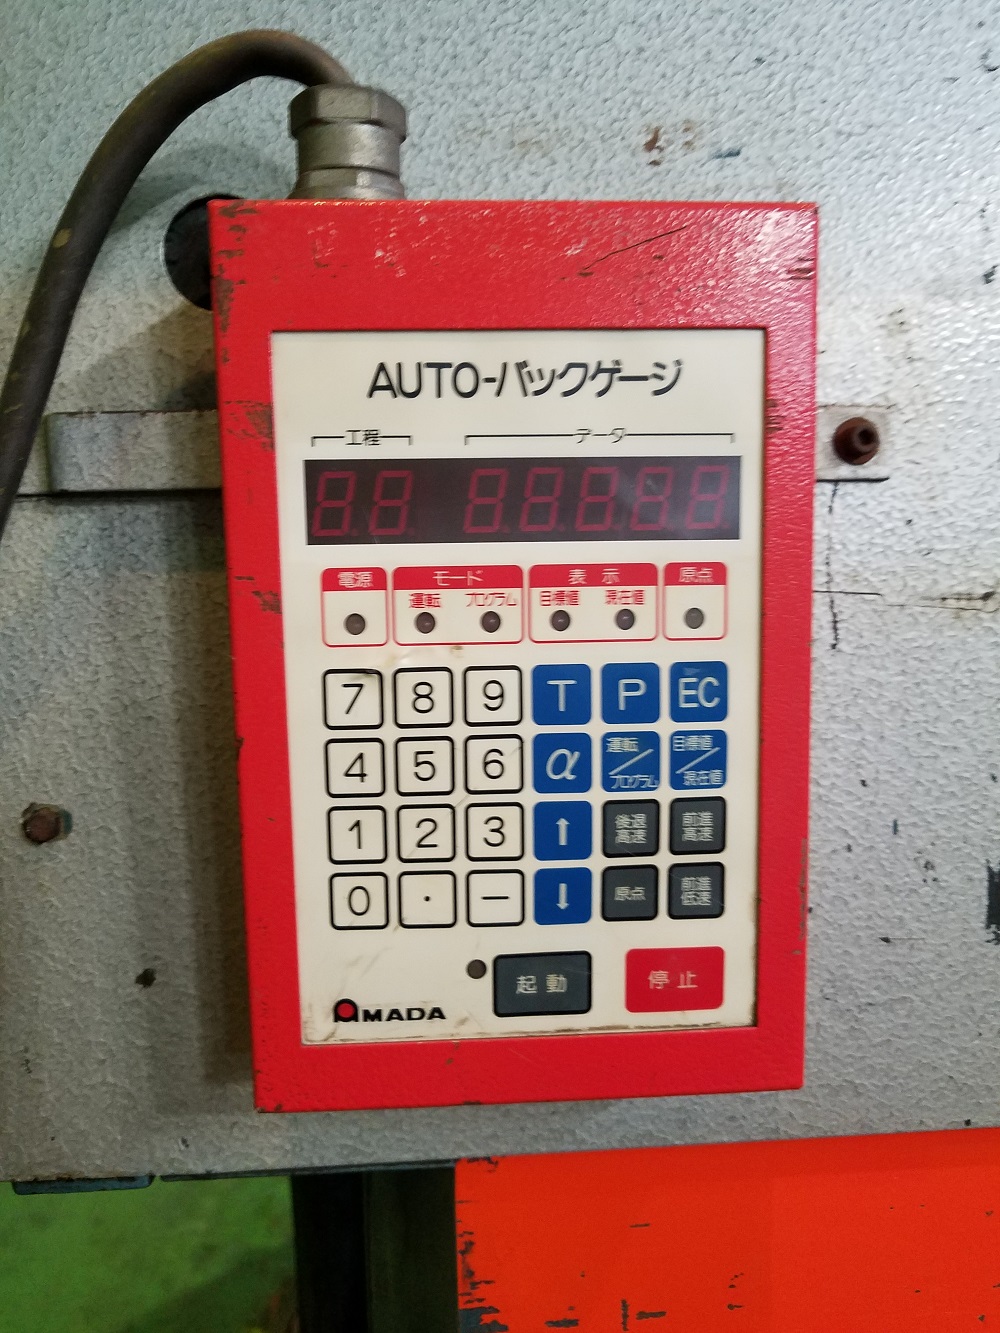 AUTO-バックゲージ
工程 データ
88 88888
電源 モード 表示 原点
運転 プログラム 目標値 現在値
7 8 9 T P EC
4 5 6 α 運転/プログラム 目標値/現在値
1 2 3 ↑ 後退高速 前進高速
0 . - ↓ 原点 前進低速
起動 停止
AMADA